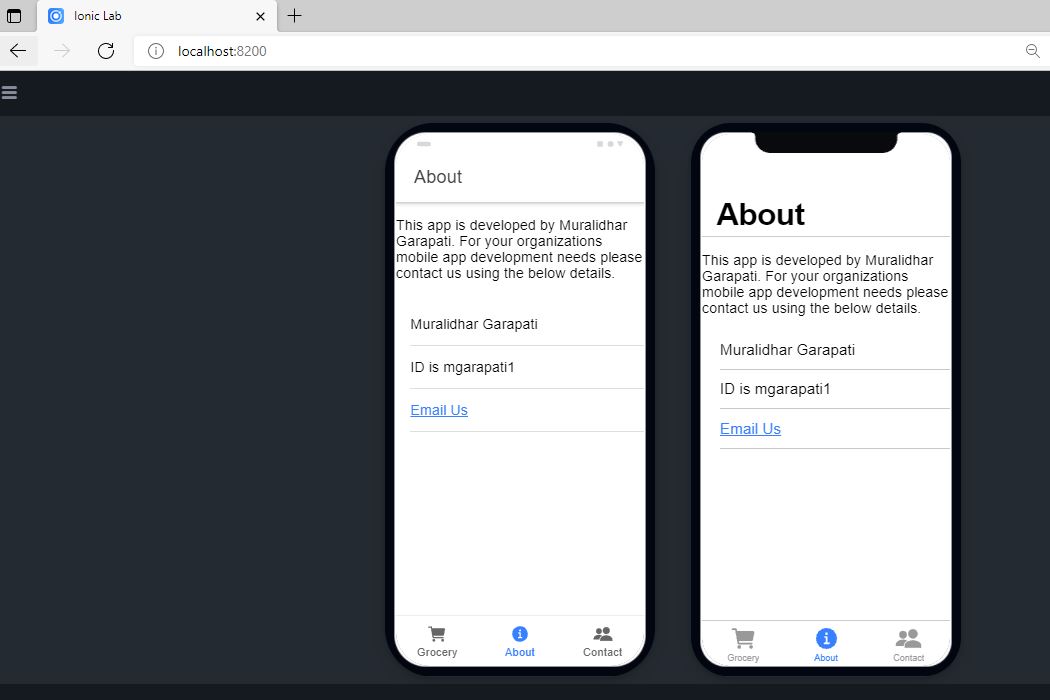 Ionic Lab
localhost:8200
About
This app is developed by Muralidhar
Garapati. For your organizations
mobile app development needs please
contact us using the below details.
Muralidhar Garapati
ID is mgarapati1
Email Us
Grocery About Contact
About
This app is developed by Muralidhar
Garapati. For your organizations
mobile app development needs please
contact us using the below details.
Muralidhar Garapati
ID is mgarapati1
Email Us
Grocery About Contact